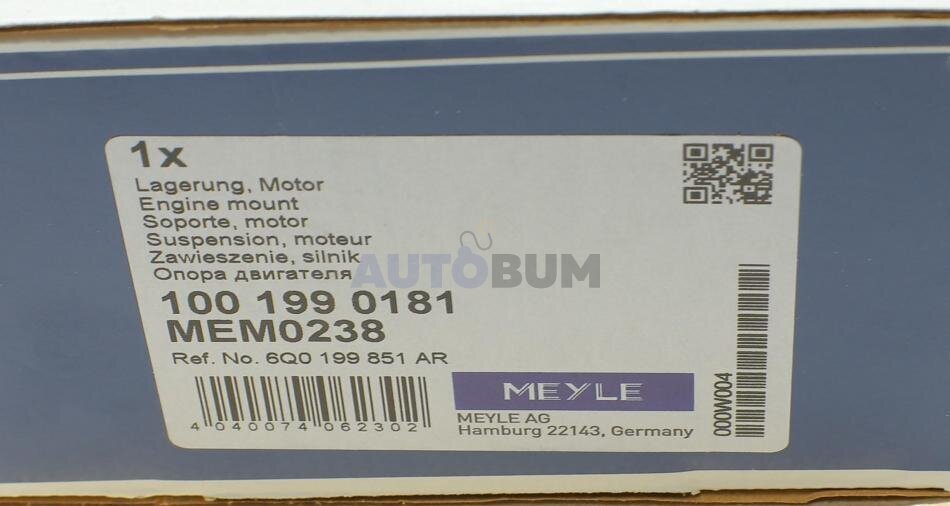 1x
Lagerung, Motor
Engine mount
Soporte, motor
Suspension, moteur
Zawieszenie, silnik
Опора двигателя
AUTOBUM
100 199 0181
MEM0238
Ref. No. 6Q0 199 851 AR
4 040074 062302
MEYLE
MEYLE AG
Hamburg 22143, Germany
000W004